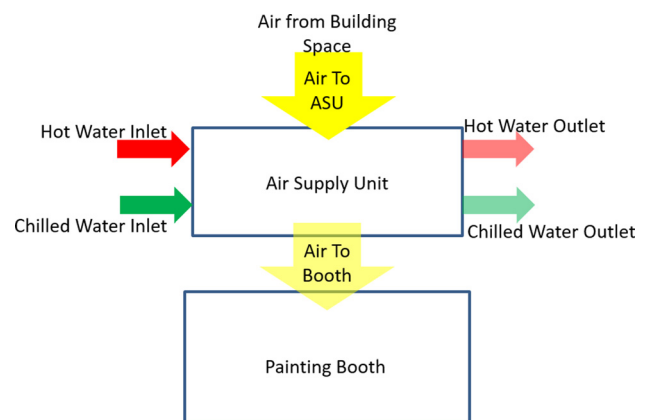 Air from Building
Space
Air To
ASU
Hot Water Inlet
Hot Water Outlet
Air Supply Unit
Chilled Water Inlet
Chilled Water Outlet
Air To
Booth
Painting Booth